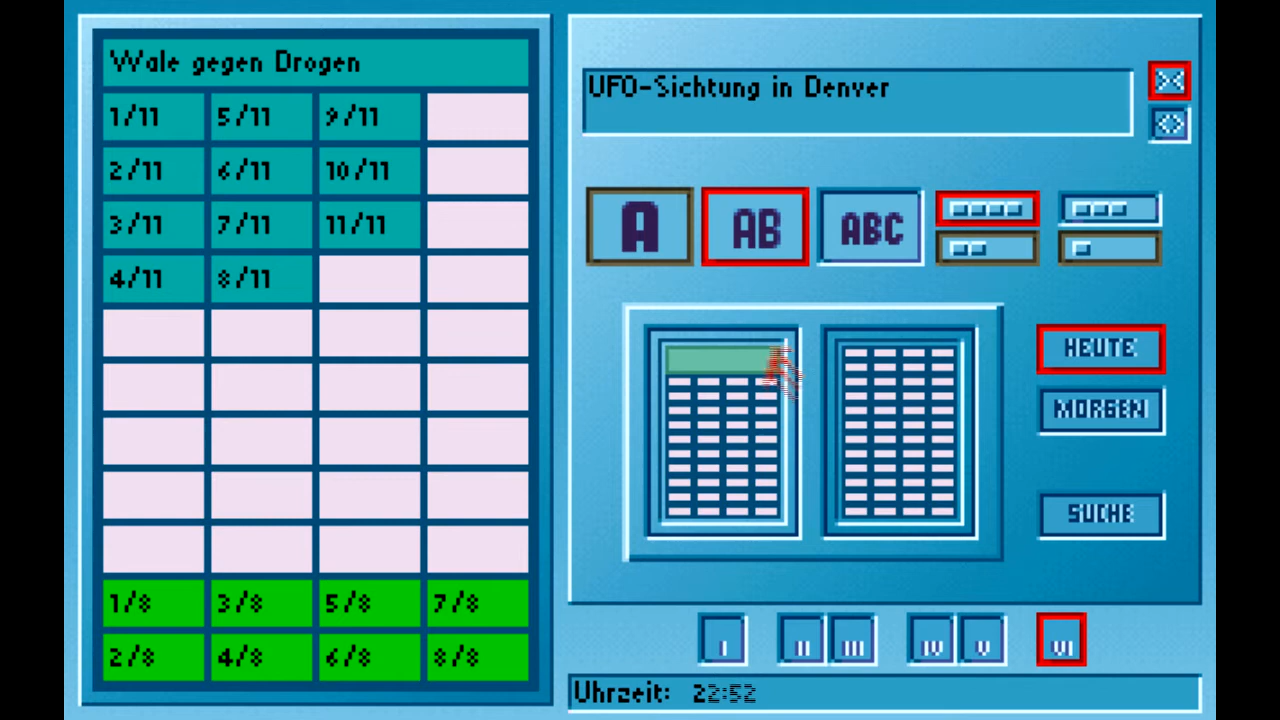 Wale gegen Drogen
1/11 5/11 9/11
2/11 6/11 10/11
3/11 7/11 11/11
4/11 8/11
1/8 3/8 5/8 7/8
2/8 4/8 6/8 8/8
UFO-Sichtung in Denver
A AB ABC
HEUTE
MORGEN
SUCHE
I II III IV V VI
Uhrzeit: 22:52